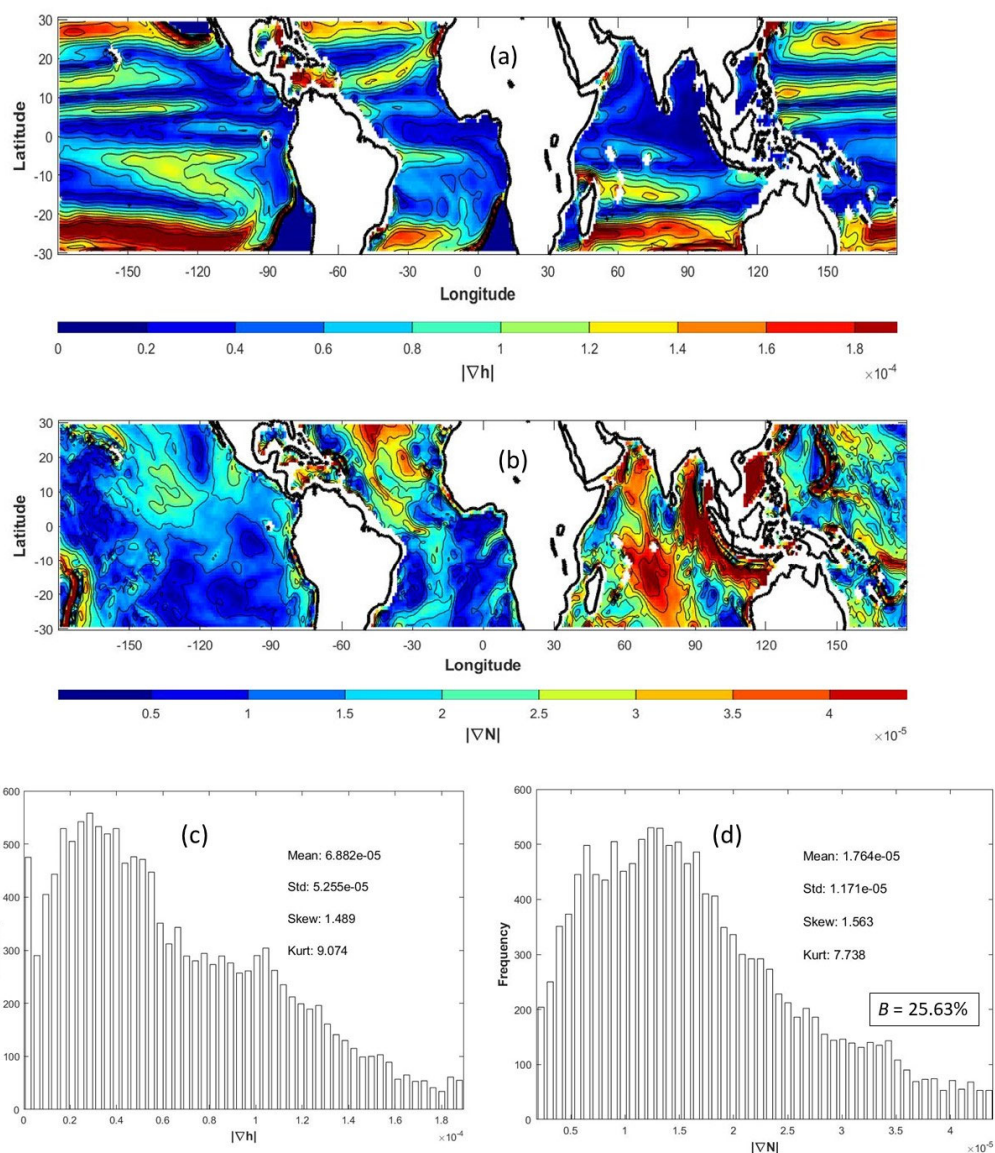 (a)
30
20
10
0
-10
-20
-30
Latitude
-150 -120 -90 -60 -30 0 30 60 90 120 150
Longitude
0 0.2 0.4 0.6 0.8 1 1.2 1.4 1.6 1.8
|∇h| ×10⁻⁴
(b)
30
20
10
0
-10
-20
-30
Latitude
-150 -120 -90 -60 -30 0 30 60 90 120 150
Longitude
0.5 1 1.5 2 2.5 3 3.5 4
|∇N| ×10⁻⁵
(c)
600
500
400
300
200
100
0
Mean: 6.882e-05
Std: 5.255e-05
Skew: 1.489
Kurt: 9.074
0 0.2 0.4 0.6 0.8 1 1.2 1.4 1.6 1.8
|∇h| ×10⁻⁴
(d)
600
500
400
300
200
100
0
Frequency
Mean: 1.764e-05
Std: 1.171e-05
Skew: 1.563
Kurt: 7.738
B = 25.63%
0.5 1 1.5 2 2.5 3 3.5 4
|∇N| ×10⁻⁵